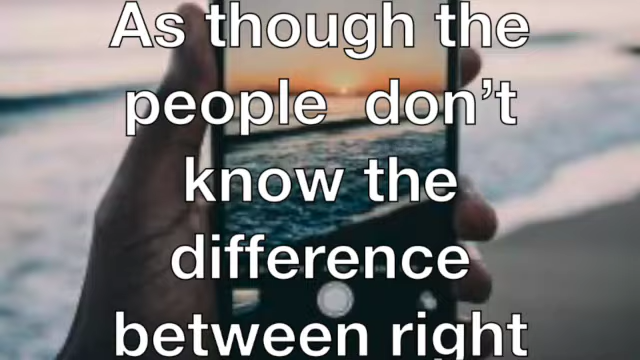 As though the
people  don’t
know the
difference
between right